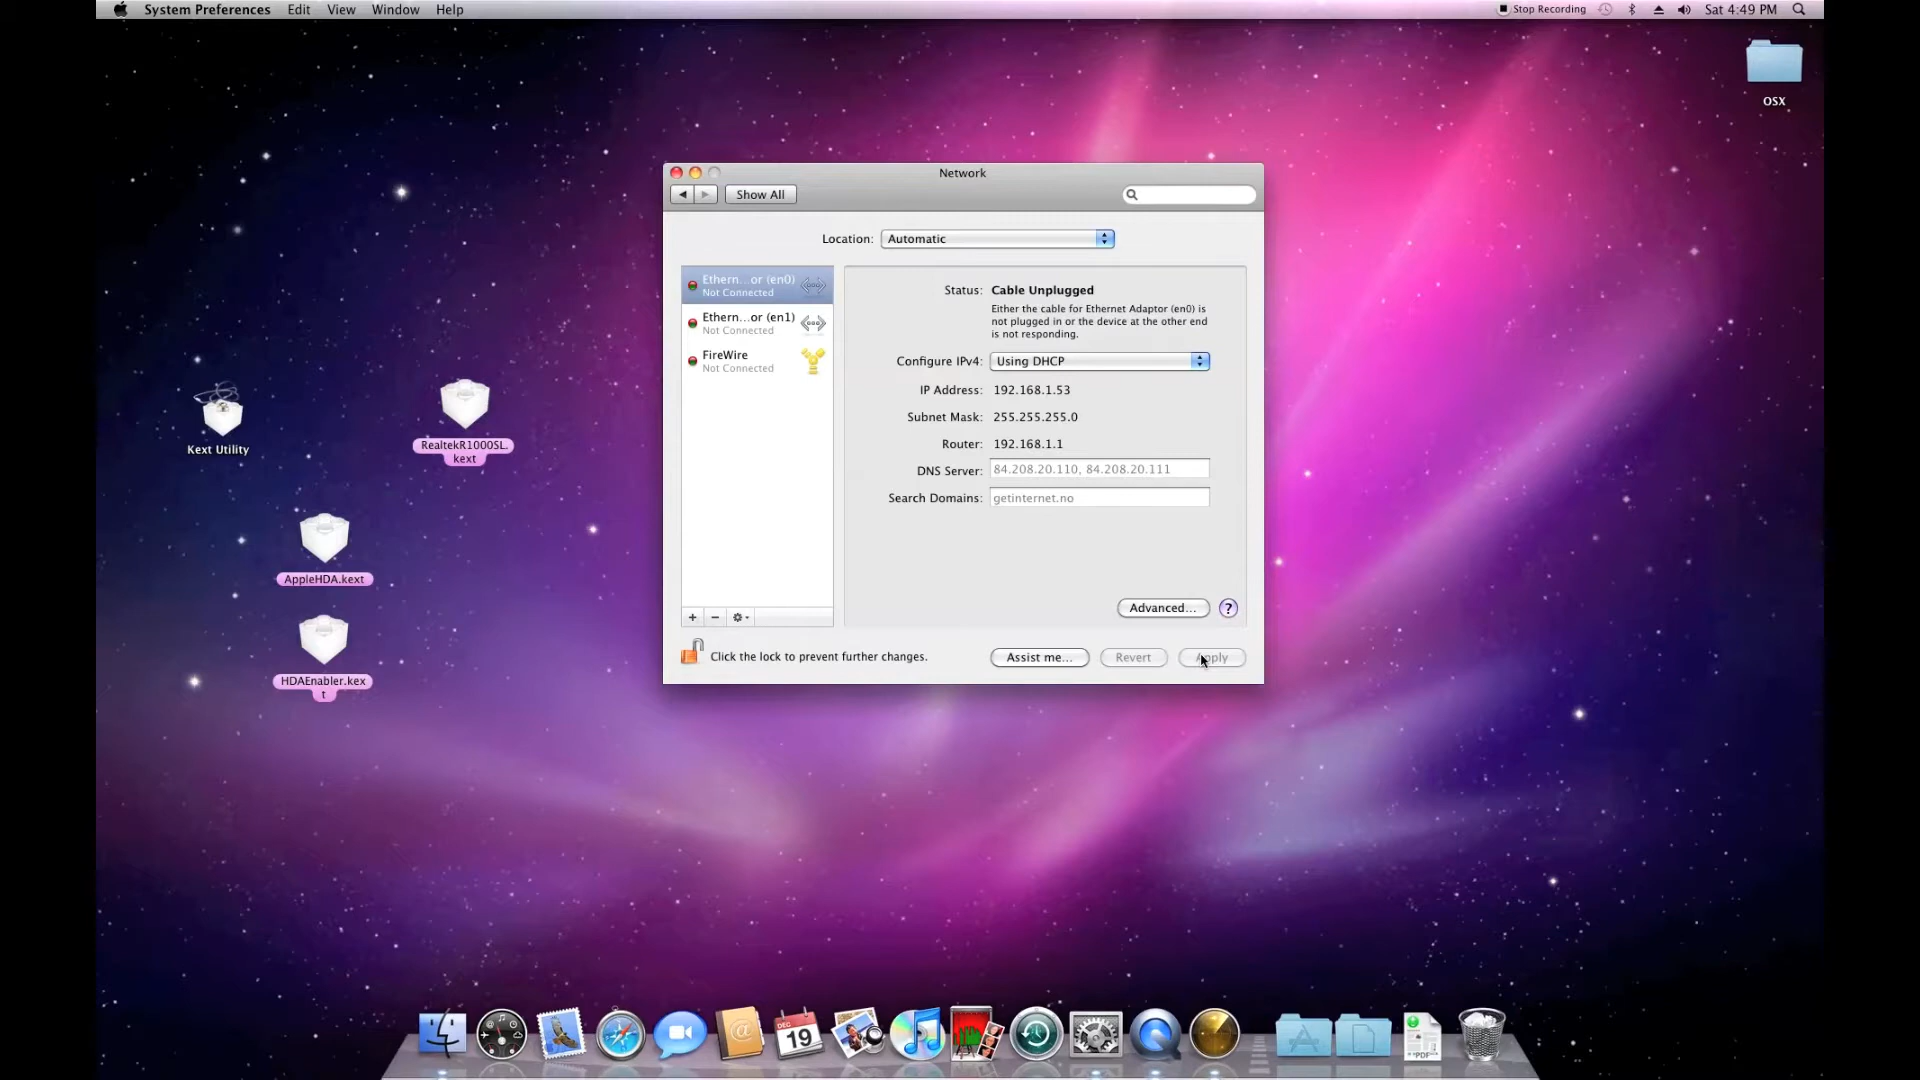 System Preferences Edit View Window Help
Stop Recording Sat 4:49 PM
OSX
Network
Show All
Location: Automatic
Ethern...or (en0)
Not Connected
Ethern...or (en1)
Not Connected
FireWire
Not Connected
Status: Cable Unplugged
Either the cable for Ethernet Adaptor (en0) is
not plugged in or the device at the other end
is not responding.
Configure IPv4: Using DHCP
IP Address: 192.168.1.53
Subnet Mask: 255.255.255.0
Router: 192.168.1.1
DNS Server: 84.208.20.110, 84.208.20.111
Search Domains: getinternet.no
Advanced... ?
Click the lock to prevent further changes.
Assist me... Revert Apply
Kext Utility
RealtekR1000SL.
kext
AppleHDA.kext
HDAEnabler.kex
t
DEC
19
PDF